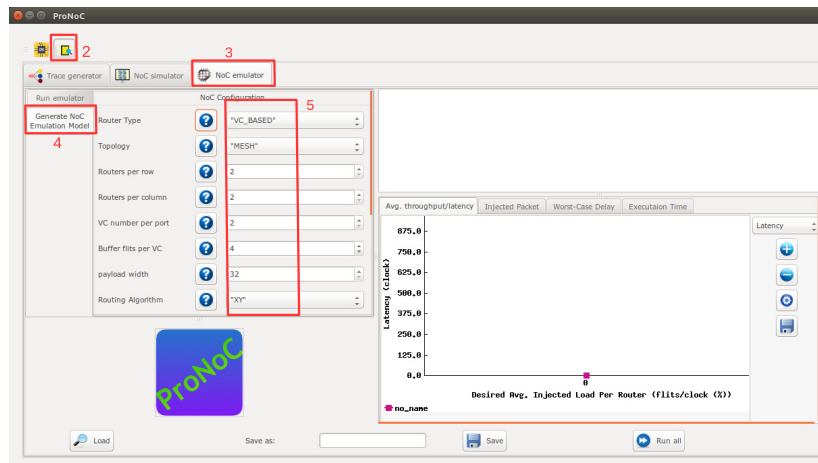 ProNoC
2
3
Trace generator
NoC simulator
NoC emulator
Run emulator
NoC Configuration
5
Generate NoC
Emulation Model
4
Router Type
"VC_BASED"
Topology
"MESH"
Routers per row
2
Routers per column
2
VC number per port
2
Buffer flits per VC
4
payload width
32
Routing Algorithm
"XY"
Avg. throughput/latency
Injected Packet
Worst-Case Delay
Executaion Time
Latency
Latency (clock)
875.0
750.0
625.0
500.0
375.0
250.0
125.0
0.0
0
Desired Avg. Injected Load Per Router (flits/clock (%))
no_name
ProNoC
Load
Save as:
Save
Run all